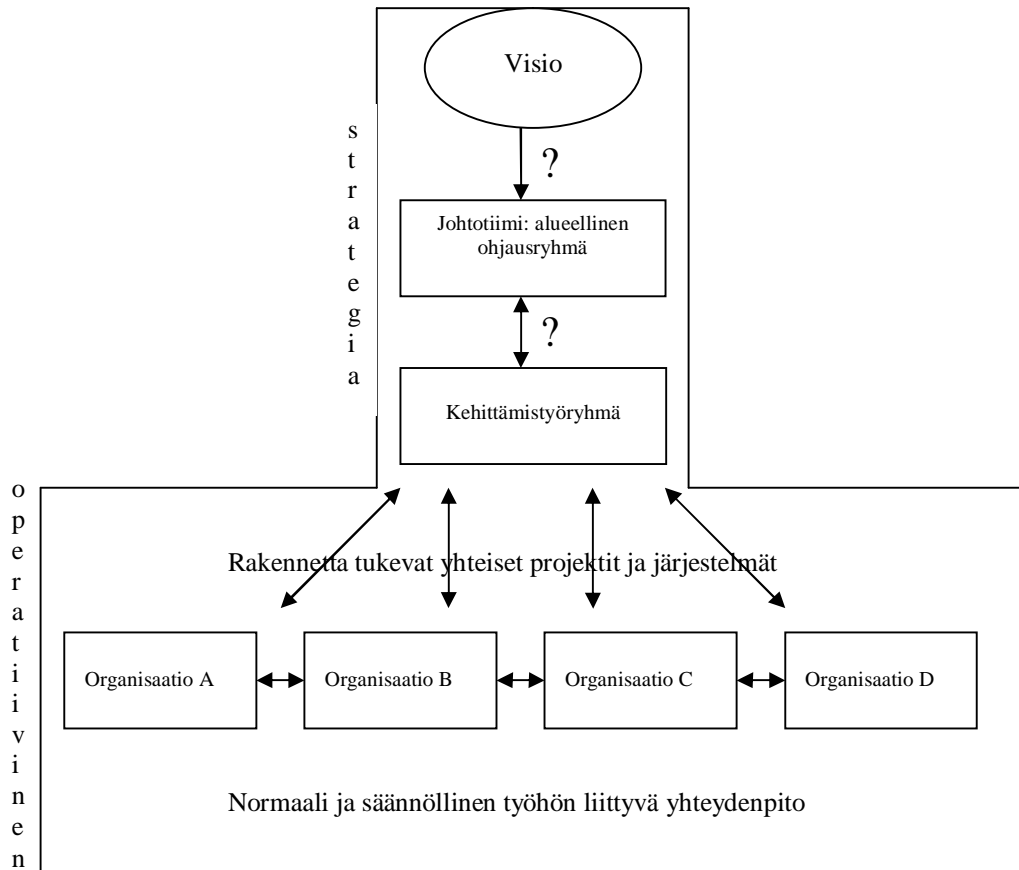 Visio
strategia
?
Johtotiimi: alueellinen
ohjausryhmä
?
Kehittämistyöryhmä
operatiivinen
Rakennetta tukevat yhteiset projektit ja järjestelmät
Organisaatio A
Organisaatio B
Organisaatio C
Organisaatio D
Normaali ja säännöllinen työhön liittyvä yhteydenpito